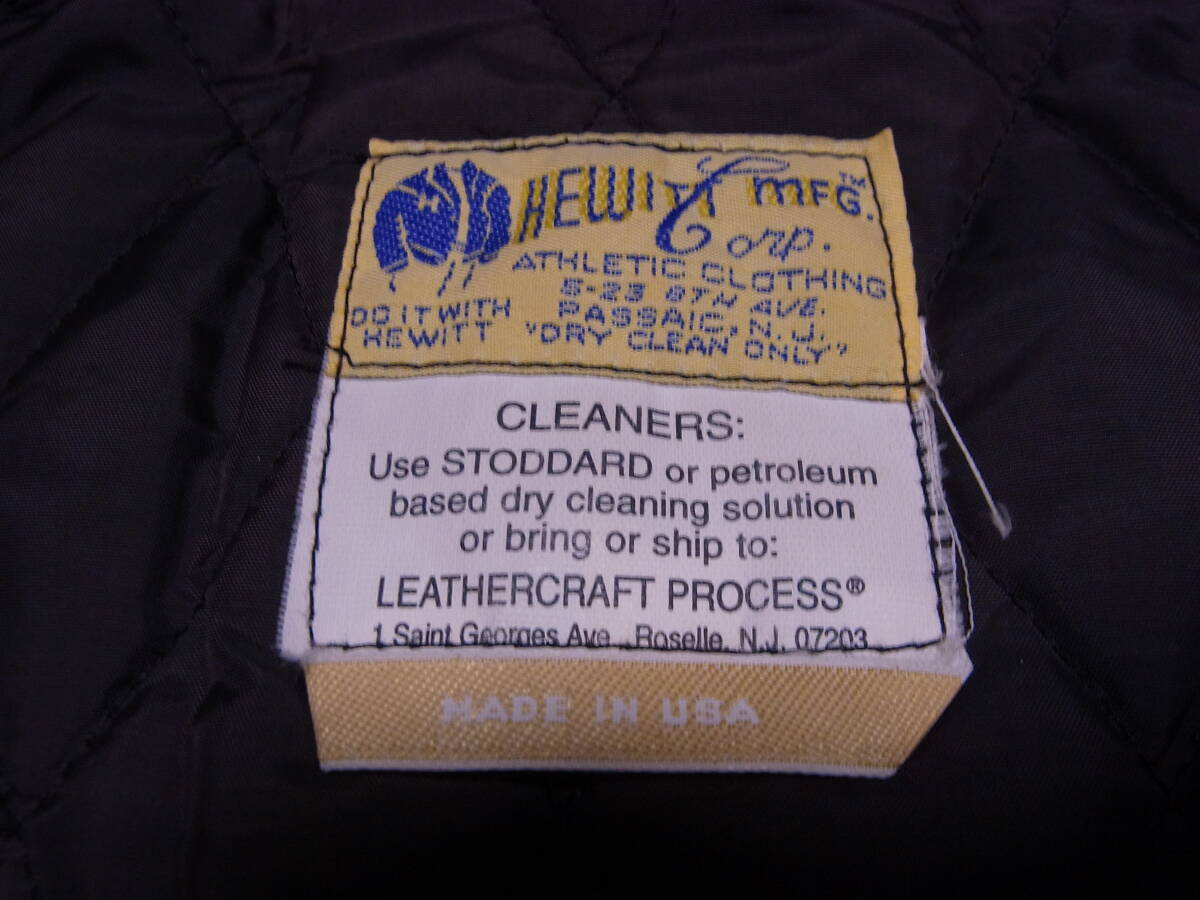 HEWITT MFG.™
Corp.
ATHLETIC CLOTHING
5-23 8TH AVE.
PASSAIC, N.J.
"DRY CLEAN ONLY"
DO IT WITH
HEWITT
CLEANERS:
Use STODDARD or petroleum
based dry cleaning solution
or bring or ship to:
LEATHERCRAFT PROCESS®
1 Saint Georges Ave., Roselle, N.J. 07203
MADE IN USA